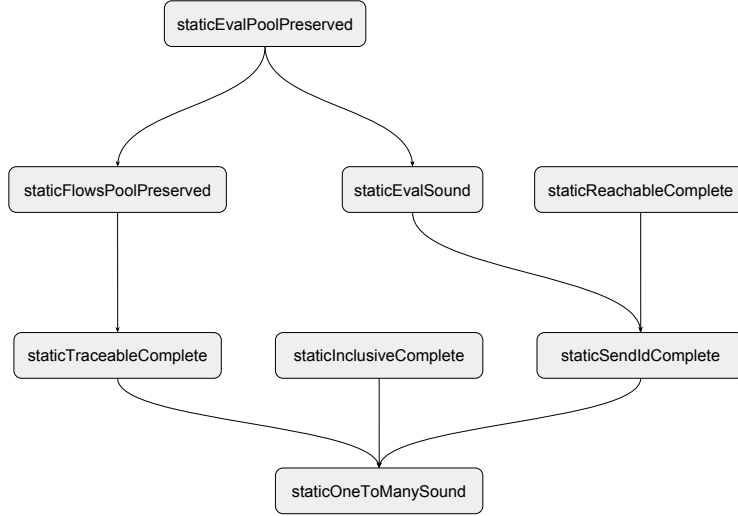 staticEvalPoolPreserved
staticFlowsPoolPreserved
staticEvalSound
staticReachableComplete
staticTraceableComplete
staticInclusiveComplete
staticSendIdComplete
staticOneToManySound